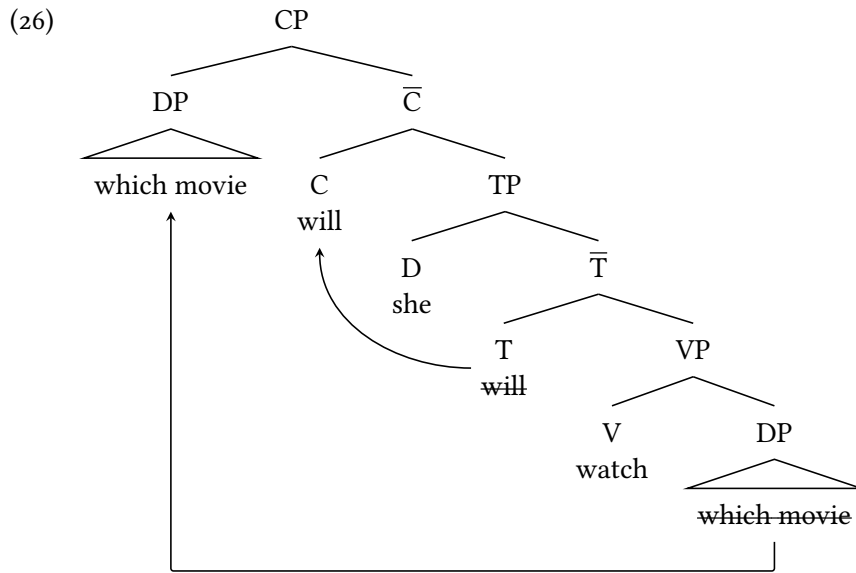 (26) CP
DP C̅
which movie C TP
will D T̅
she T VP
~~will~~ V DP
watch ~~which movie~~